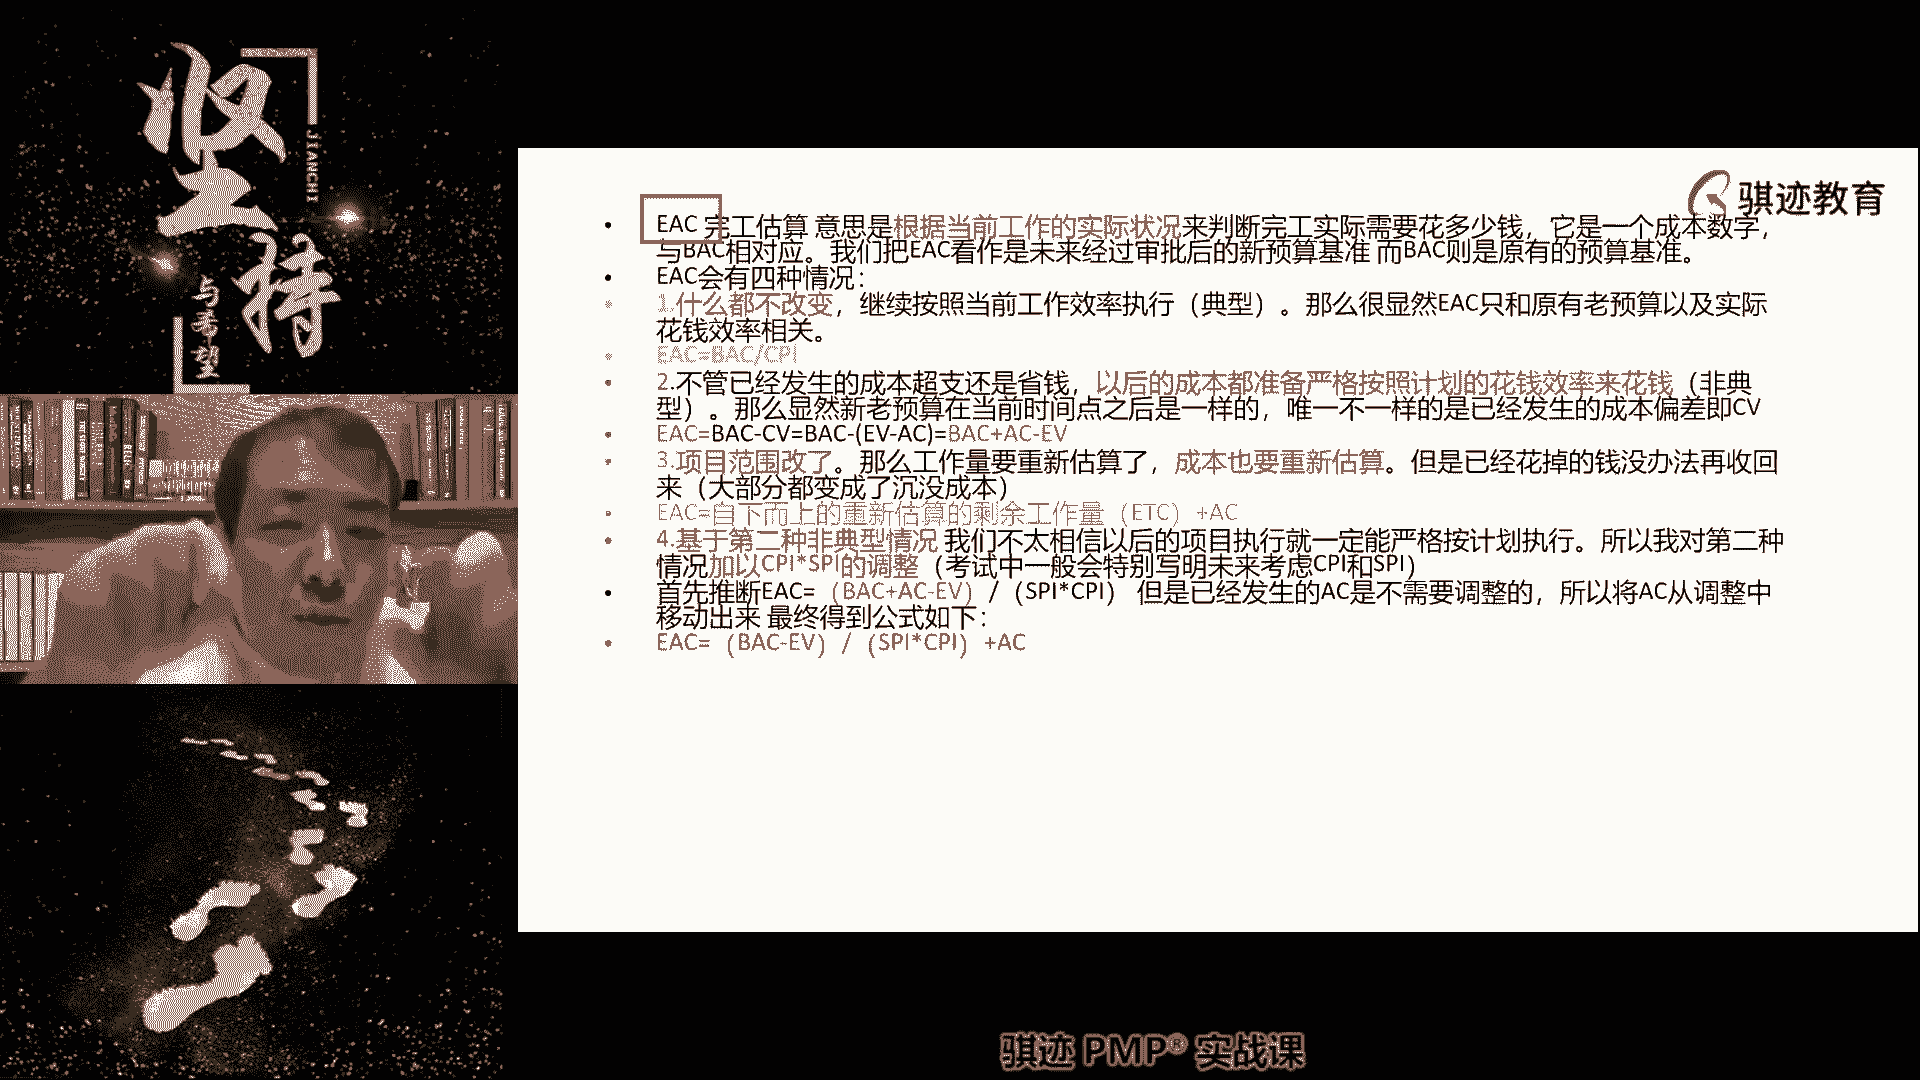 坚持
JIANCHI
与希望
骐迹教育
EAC 完工估算 意思是根据当前工作的实际状况来判断完工实际需要花多少钱，它是一个成本数字，
与BAC相对应。我们把EAC看作是未来经过审批后的新预算基准 而BAC则是原有的预算基准。
EAC会有四种情况：
1.什么都不改变，继续按照当前工作效率执行（典型）。那么很显然EAC只和原有老预算以及实际
花钱效率相关。
EAC=BAC/CPI
2.不管已经发生的成本超支还是省钱，以后的成本都准备严格按照计划的花钱效率来花钱（非典
型）。那么显然新老预算在当前时间点之后是一样的，唯一不一样的是已经发生的成本偏差即CV
EAC=BAC-CV=BAC-(EV-AC)=BAC+AC-EV
3.项目范围改了。那么工作量要重新估算了，成本也要重新估算。但是已经花掉的钱没办法再收回
来（大部分都变成了沉没成本）
EAC=自下而上的重新估算的剩余工作量（ETC）+AC
4.基于第二种非典型情况 我们不太相信以后的项目执行就一定能严格按计划执行。所以我对第二种
情况加以CPI*SPI的调整（考试中一般会特别写明未来考虑CPI和SPI）
首先推断EAC=（BAC+AC-EV）/（SPI*CPI） 但是已经发生的AC是不需要调整的，所以将AC从调整中
移动出来 最终得到公式如下：
EAC=（BAC-EV）/（SPI*CPI）+AC
骐迹 PMP® 实战课